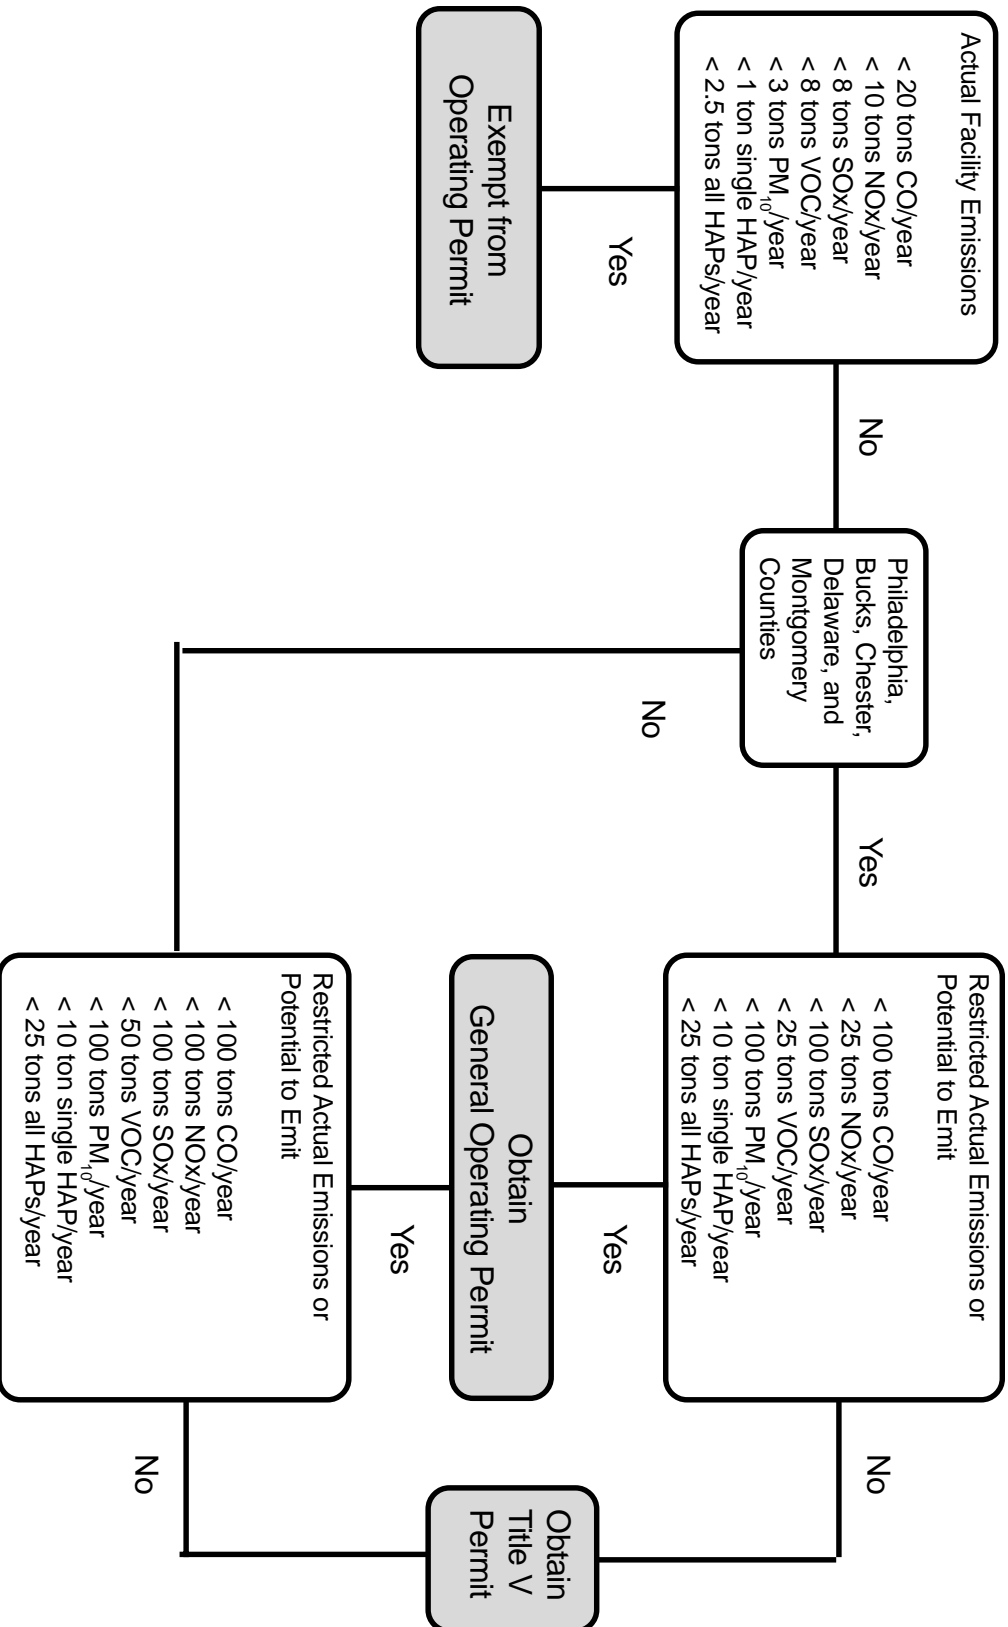 Actual Facility Emissions
< 20 tons CO/year
< 10 tons NOx/year
< 8 tons SOx/year
< 8 tons VOC/year
< 3 tons PM₁₀/year
< 1 ton single HAP/year
< 2.5 tons all HAPs/year
Yes
Exempt from
Operating Permit
No
Philadelphia,
Bucks, Chester,
Delaware, and
Montgomery
Counties
No
Yes
Restricted Actual Emissions or
Potential to Emit
< 100 tons CO/year
< 25 tons NOx/year
< 100 tons SOx/year
< 25 tons VOC/year
< 100 tons PM₁₀/year
< 10 ton single HAP/year
< 25 tons all HAPs/year
Yes
Obtain
General Operating Permit
Yes
Restricted Actual Emissions or
Potential to Emit
< 100 tons CO/year
< 100 tons NOx/year
< 100 tons SOx/year
< 50 tons VOC/year
< 100 tons PM₁₀/year
< 10 ton single HAP/year
< 25 tons all HAPs/year
No
Obtain
Title V
Permit
No